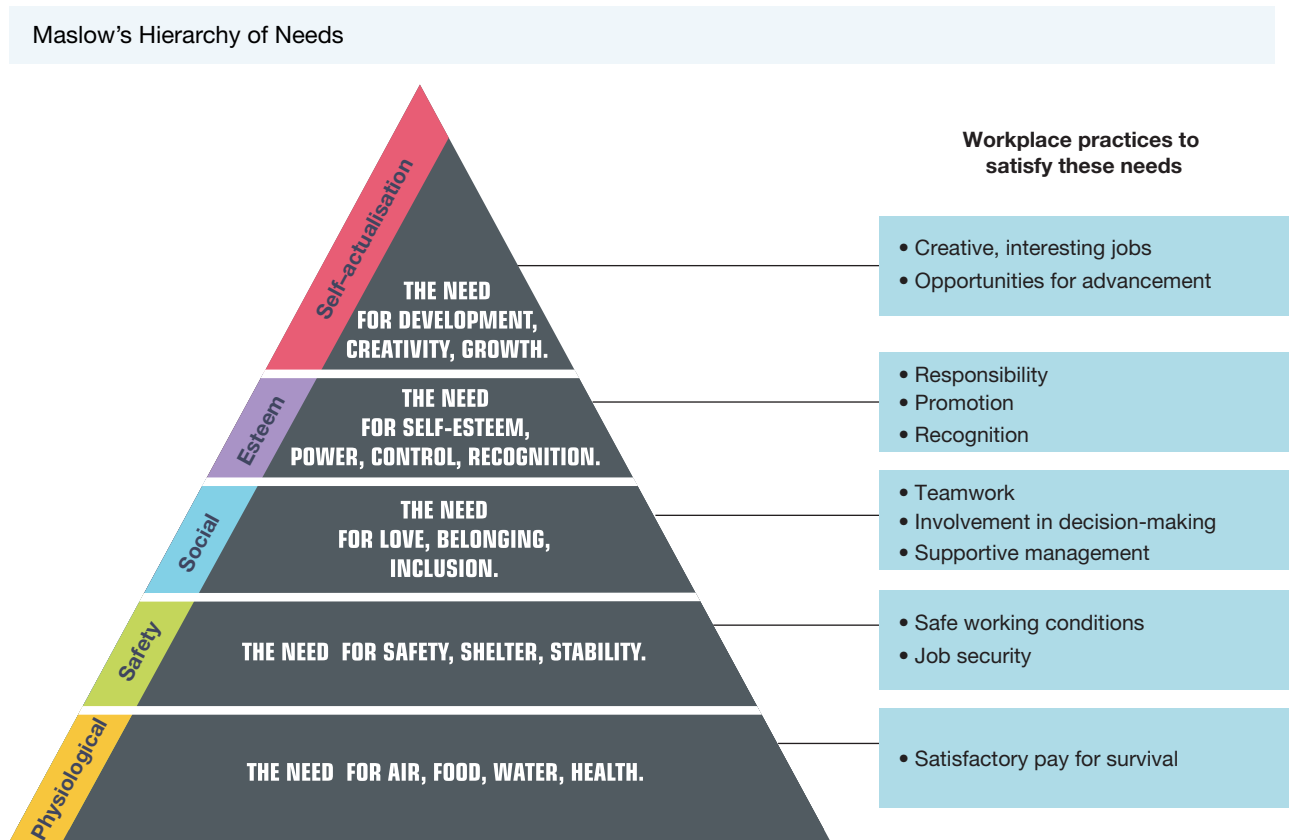 Maslow’s Hierarchy of Needs
Workplace practices to
satisfy these needs
Self–actualisation
THE NEED
FOR DEVELOPMENT,
CREATIVITY, GROWTH.
• Creative, interesting jobs
• Opportunities for advancement
Esteem
THE NEED
FOR SELF-ESTEEM,
POWER, CONTROL, RECOGNITION.
• Responsibility
• Promotion
• Recognition
Social
THE NEED
FOR LOVE, BELONGING,
INCLUSION.
• Teamwork
• Involvement in decision-making
• Supportive management
Safety
THE NEED FOR SAFETY, SHELTER, STABILITY.
• Safe working conditions
• Job security
Physiological
THE NEED FOR AIR, FOOD, WATER, HEALTH.
• Satisfactory pay for survival